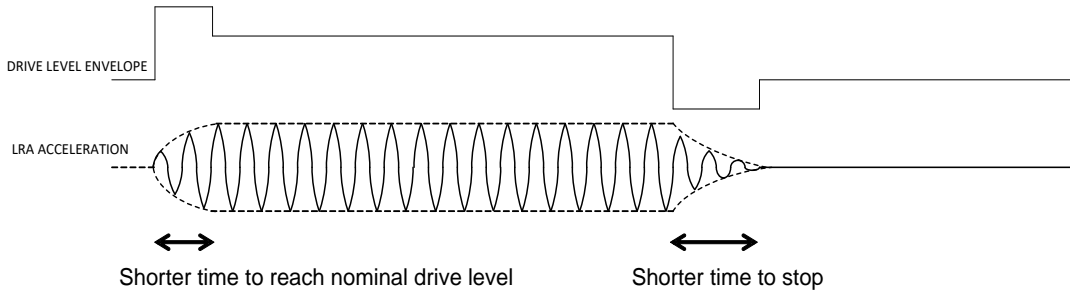 DRIVE LEVEL ENVELOPE
LRA ACCELERATION
Shorter time to reach nominal drive level
Shorter time to stop